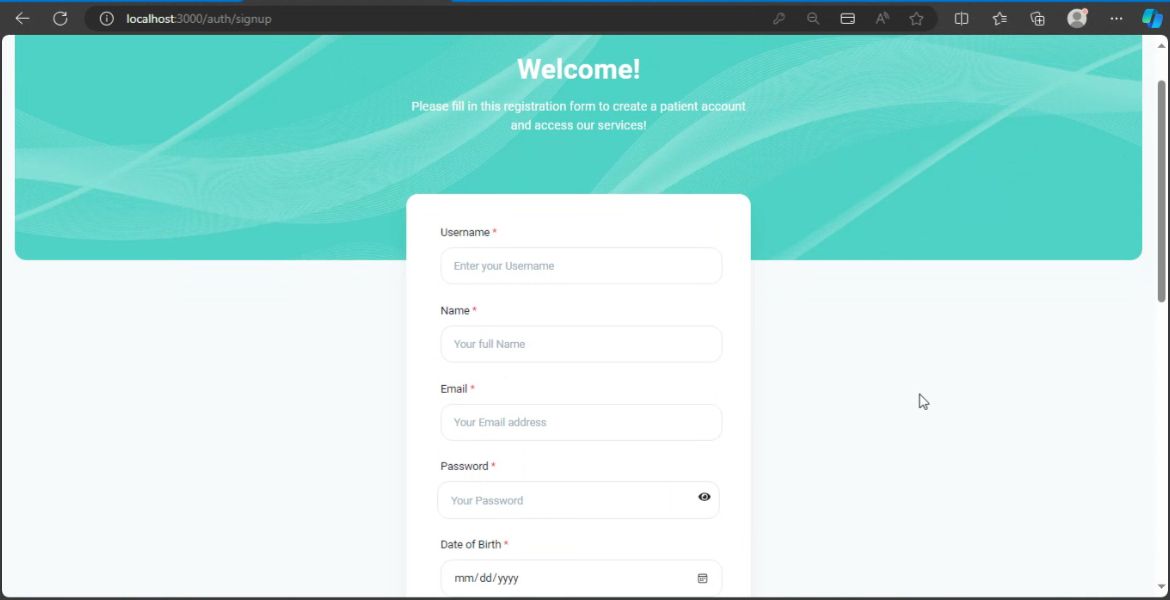 localhost:3000/auth/signup
Welcome!
Please fill in this registration form to create a patient account
and access our services!
Username *
Enter your Username
Name *
Your full Name
Email *
Your Email address
Password *
Your Password
Date of Birth *
mm/dd/yyyy